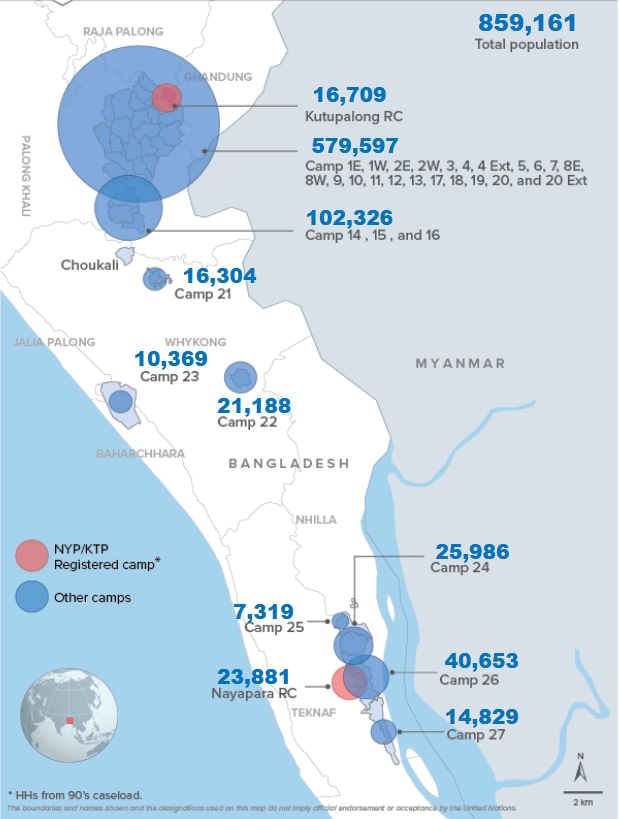 859,161
Total population
RAJA PALONG
GHANDUNG
16,709
Kutupalong RC
579,597
Camp 1E, 1W, 2E, 2W, 3, 4, 4 Ext, 5, 6, 7, 8E,
8W, 9, 10, 11, 12, 13, 17, 18, 19, 20, and 20 Ext
PALONG KHALI
102,326
Camp 14 , 15 , and 16
Choukali
16,304
Camp 21
JALIA PALONG
WHYKONG
10,369
Camp 23
MYANMAR
21,188
Camp 22
BAHARCHHARA
BANGLADESH
NHILLA
NYP/KTP
Registered camp*
Other camps
25,986
Camp 24
7,319
Camp 25
40,653
Camp 26
23,881
Nayapara RC
TEKNAF
14,829
Camp 27
N
2 km
* HHs from 90's caseload.
The boundaries and names shown and the designations used on this map do not imply official endorsement or acceptance by the United Nations.